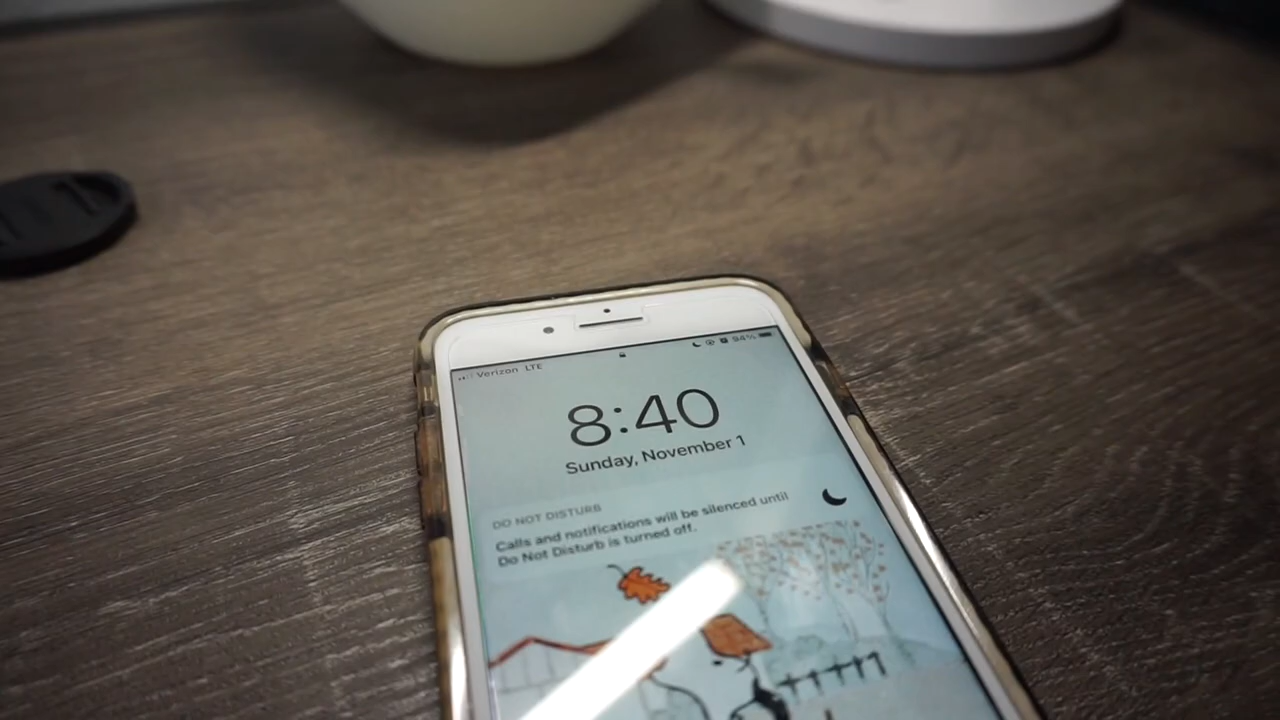 Verizon LTE 94%
8:40
Sunday, November 1
DO NOT DISTURB
Calls and notifications will be silenced until
Do Not Disturb is turned off.